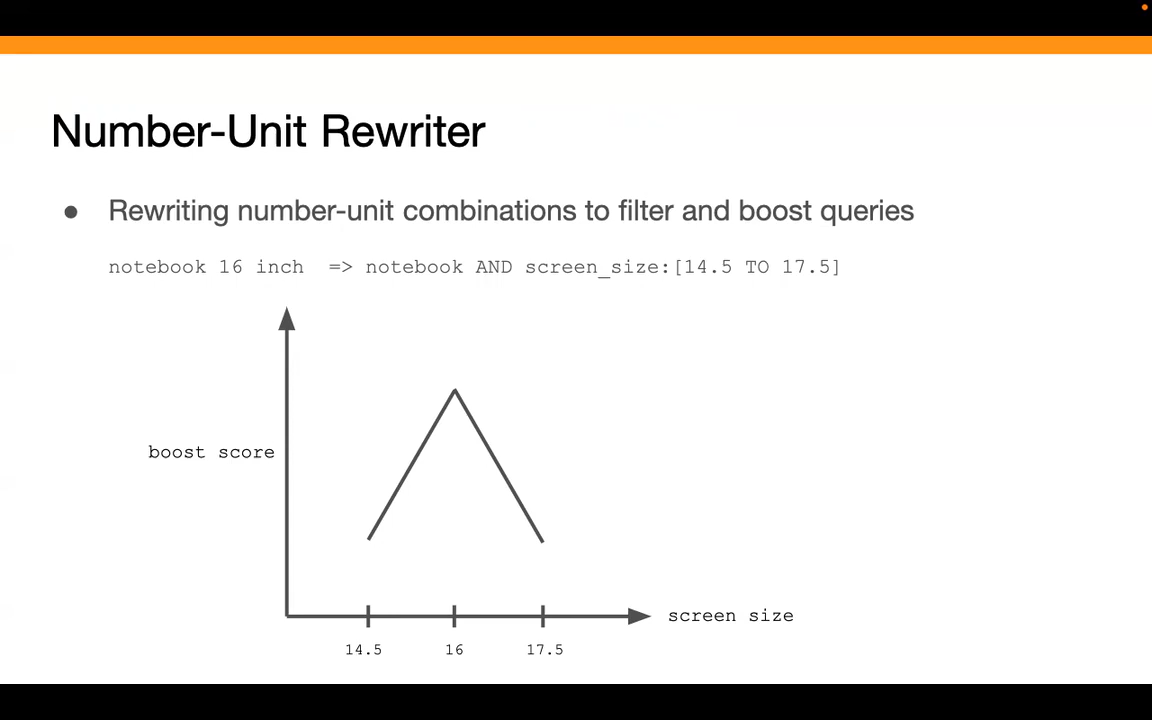 Number-Unit Rewriter
● Rewriting number-unit combinations to filter and boost queries
notebook 16 inch => notebook AND screen_size:[14.5 TO 17.5]
boost score
screen size
14.5 16 17.5